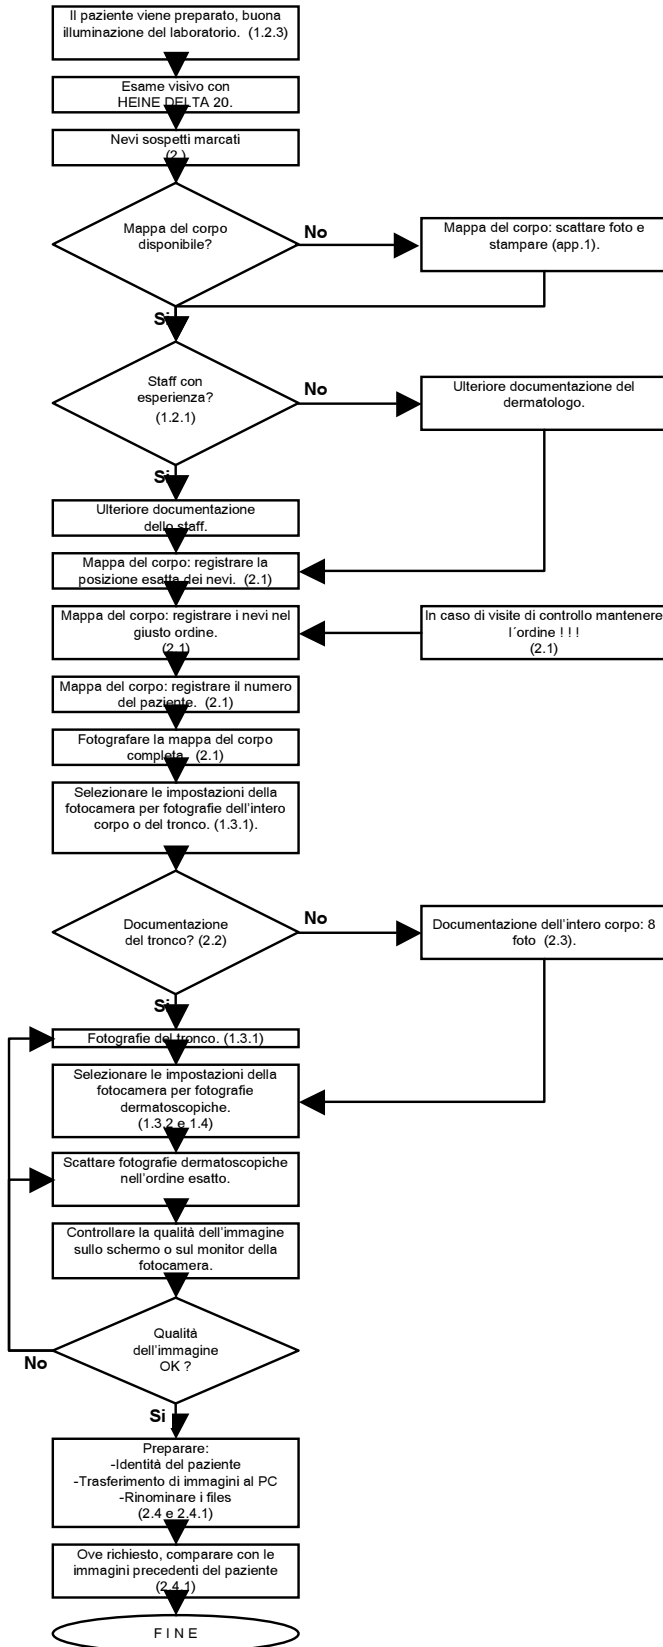 Il paziente viene preparato, buona
illuminazione del laboratorio. (1.2.3)
Esame visivo con
HEINE DELTA 20.
Nevi sospetti marcati
(2.)
Mappa del corpo
disponibile?
No
Mappa del corpo: scattare foto e
stampare (app.1).
Si
Staff con
esperienza?
(1.2.1)
No
Ulteriore documentazione del
dermatologo.
Si
Ulteriore documentazione
dello staff.
Mappa del corpo: registrare la
posizione esatta dei nevi. (2.1)
Mappa del corpo: registrare i nevi nel
giusto ordine.
(2.1)
In caso di visite di controllo mantenere
l´ordine ! ! !
(2.1)
Mappa del corpo: registrare il numero
del paziente. (2.1)
Fotografare la mappa del corpo
completa. (2.1)
Selezionare le impostazioni della
fotocamera per fotografie dell'intero
corpo o del tronco. (1.3.1).
Documentazione
del tronco? (2.2)
No
Documentazione dell'intero corpo: 8
foto (2.3).
Si
Fotografie del tronco. (1.3.1)
Selezionare le impostazioni della
fotocamera per fotografie
dermatoscopiche.
(1.3.2 e 1.4)
Scattare fotografie dermatoscopiche
nell'ordine esatto.
Controllare la qualità dell'immagine
sullo schermo o sul monitor della
fotocamera.
Qualità
dell'immagine
OK ?
No
Si
Preparare:
-Identità del paziente
-Trasferimento di immagini al PC
-Rinominare i files
(2.4 e 2.4.1)
Ove richiesto, comparare con le
immagini precedenti del paziente
(2.4.1)
F I N E